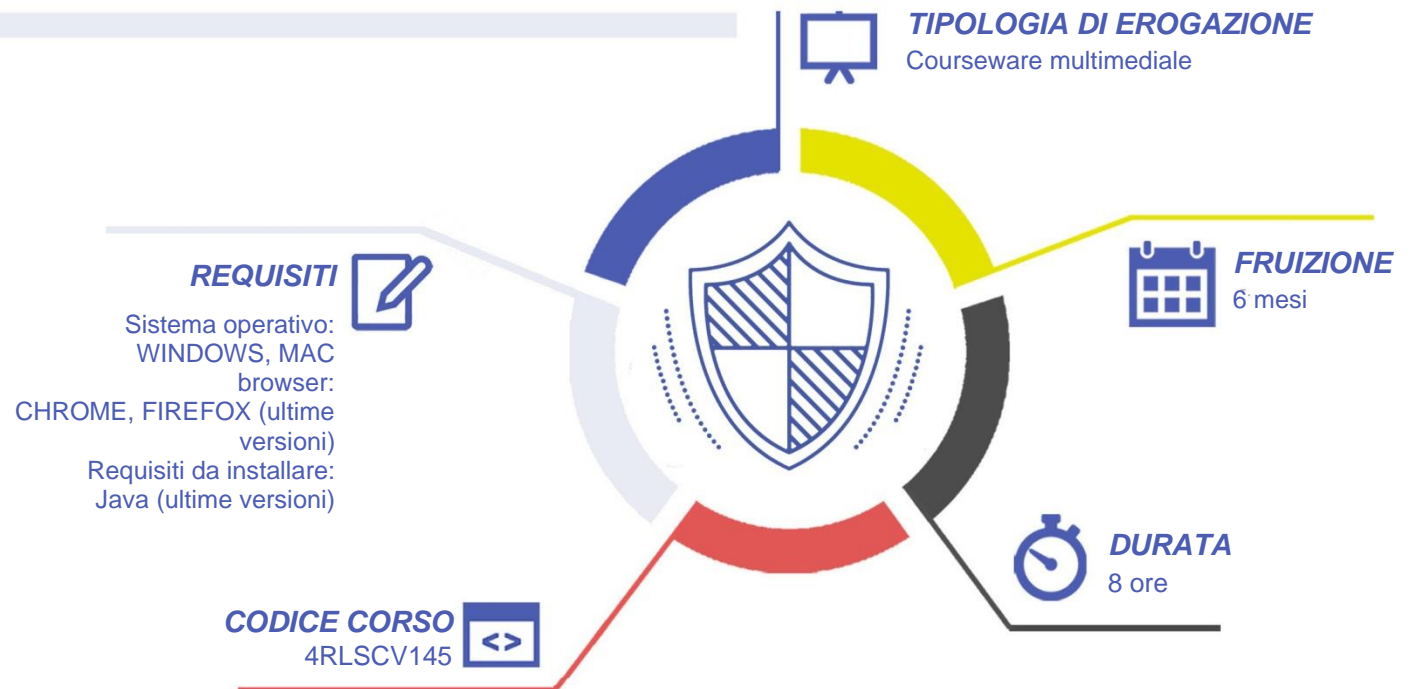 TIPOLOGIA DI EROGAZIONE
Courseware multimediale
REQUISITI
Sistema operativo:
WINDOWS, MAC
browser:
CHROME, FIREFOX (ultime
versioni)
Requisiti da installare:
Java (ultime versioni)
FRUIZIONE
6 mesi
DURATA
8 ore
CODICE CORSO
4RLSCV145